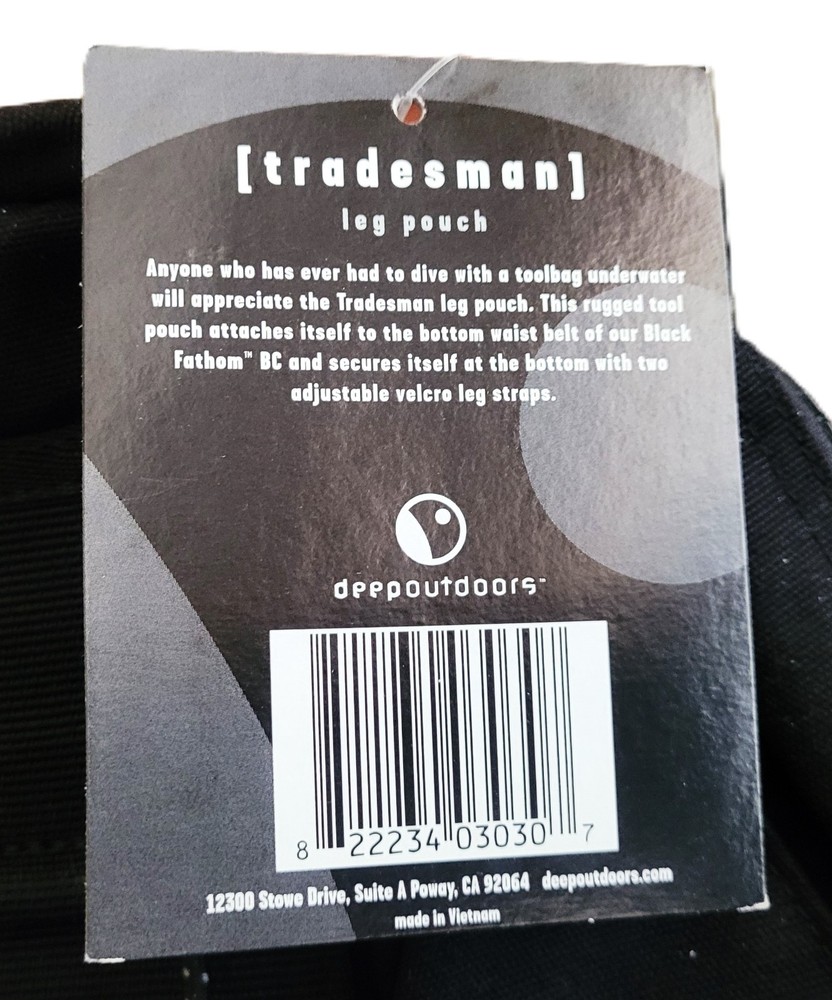 [tradesman]
leg pouch
Anyone who has ever had to dive with a toolbag underwater
will appreciate the Tradesman leg pouch. This rugged tool
pouch attaches itself to the bottom waist belt of our Black
Fathom™ BC and secures itself at the bottom with two
adjustable velcro leg straps.
deepoutdoors™
8 22234 03030 7
12300 Stowe Drive, Suite A Poway, CA 92064 deepoutdoors.com
made in Vietnam